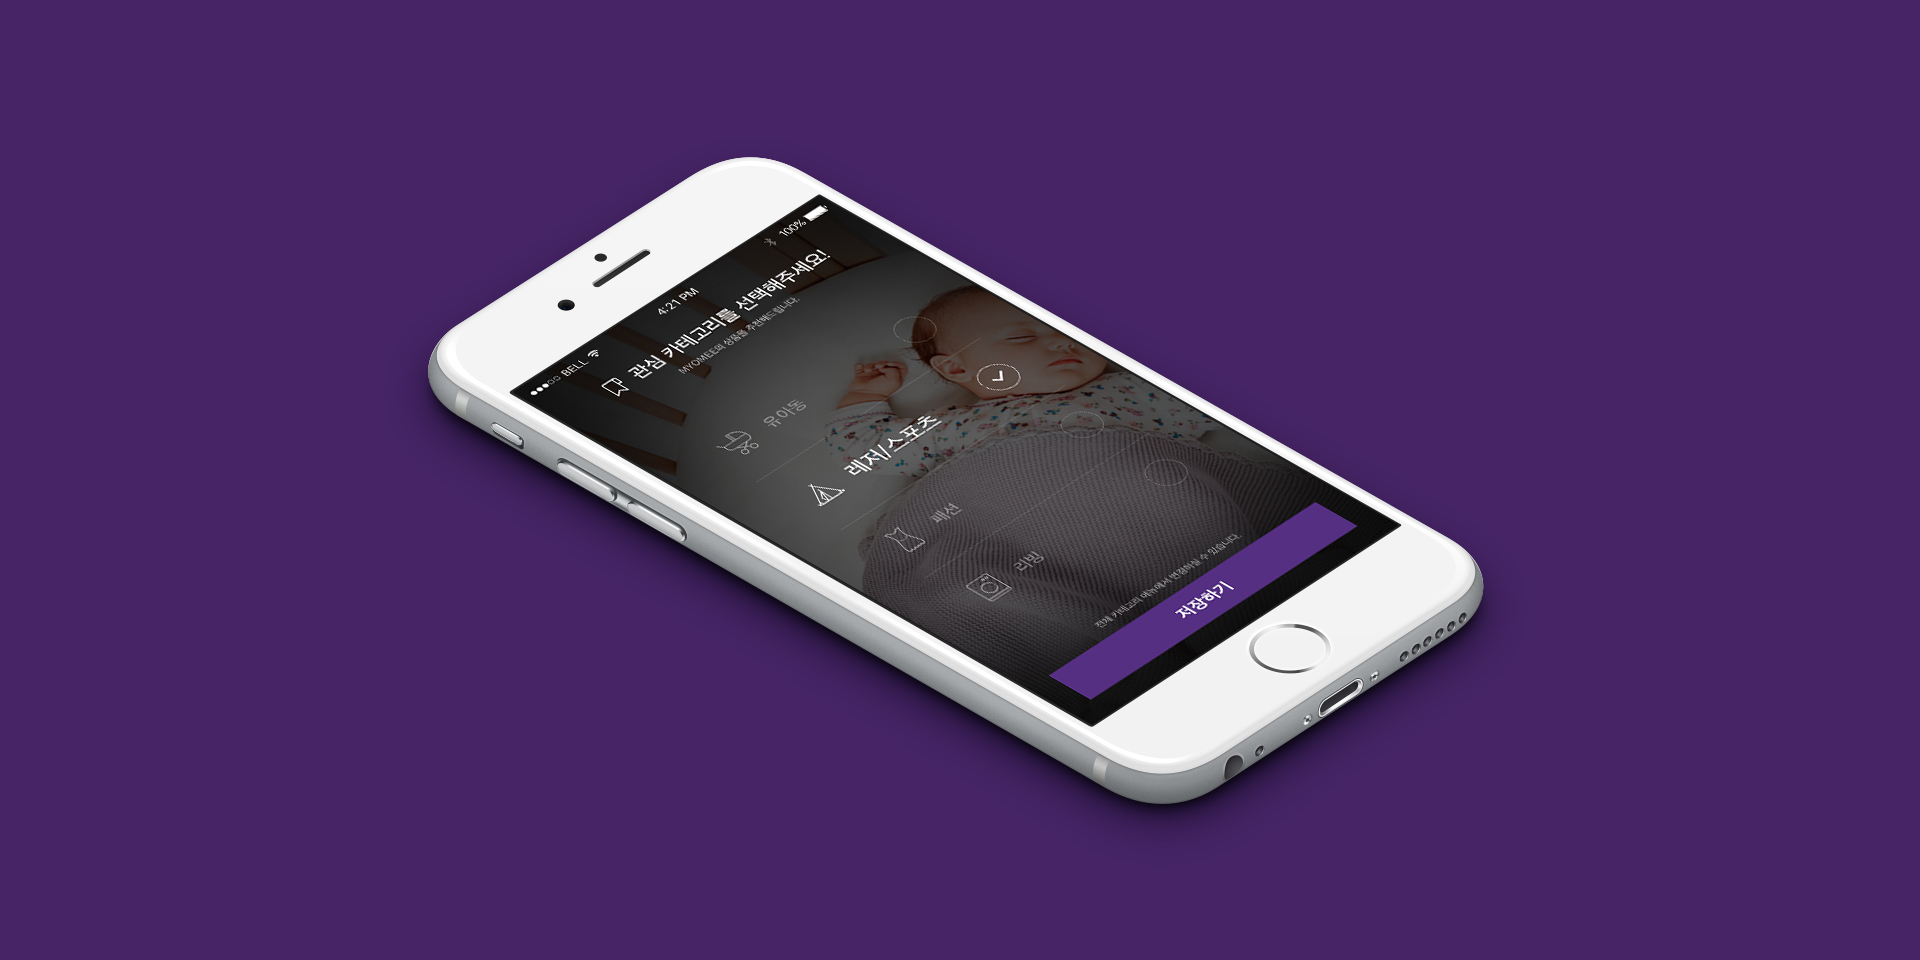 BELL 4:21 PM 100%
관심 카테고리를 선택해주세요!
MYOMEE의 상품을 추천해드립니다.
유아동
레저/스포츠
패션
리빙
전체 카테고리 메뉴에서 변경하실 수 있습니다.
저장하기